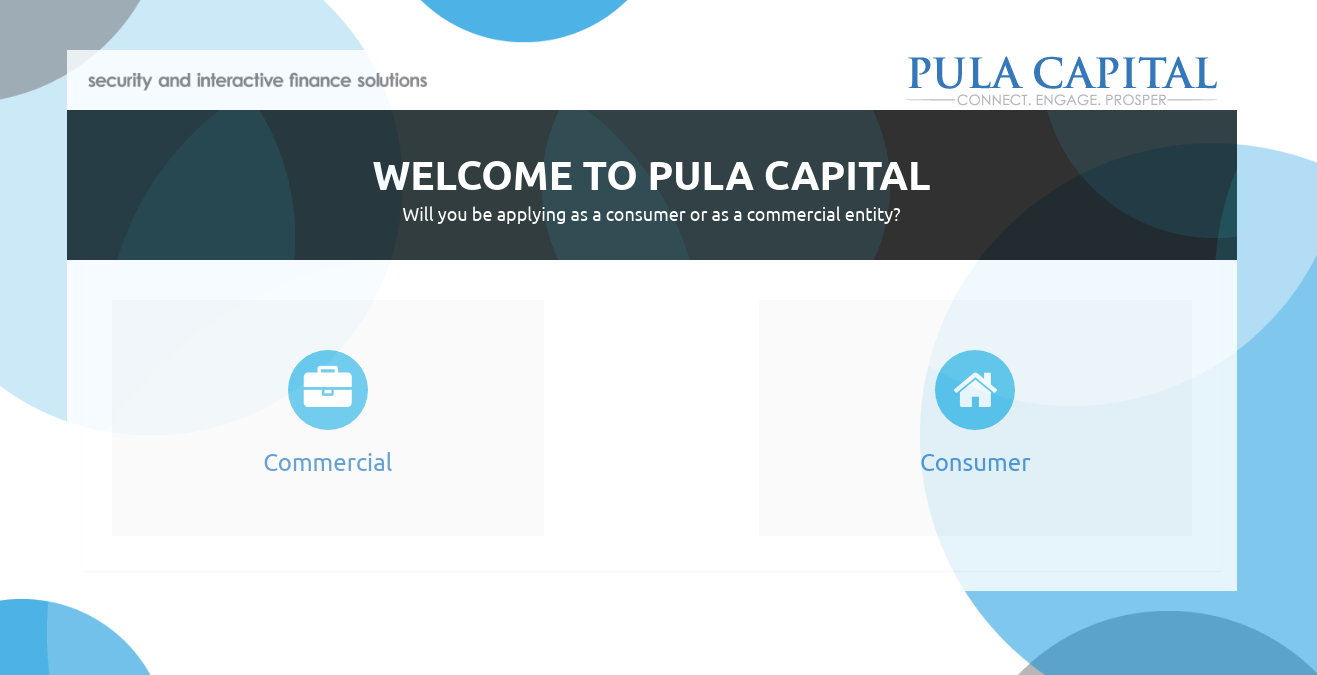 security and interactive finance solutions
PULA CAPITAL
CONNECT. ENGAGE. PROSPER
WELCOME TO PULA CAPITAL
Will you be applying as a consumer or as a commercial entity?
Commercial
Consumer